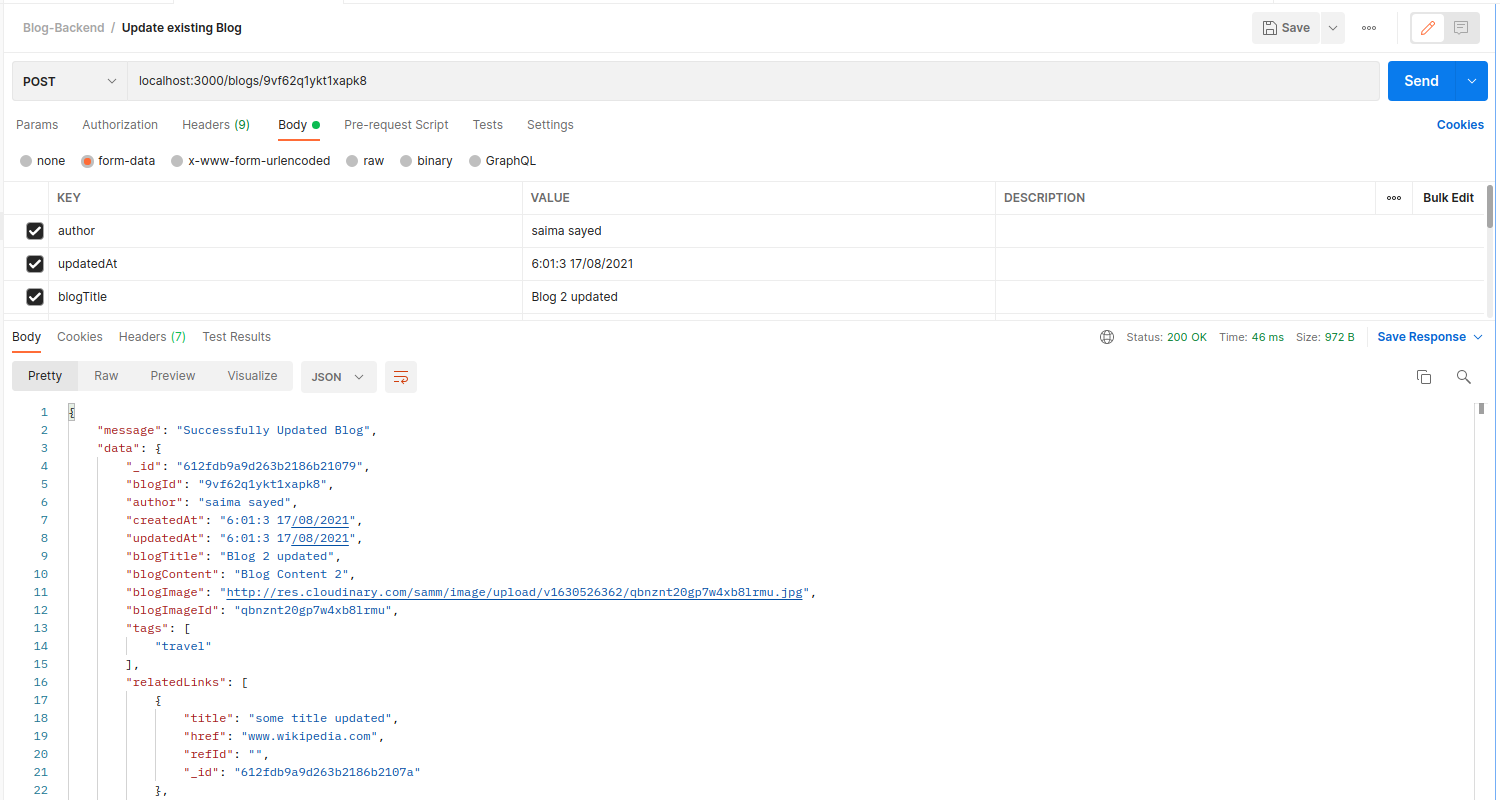 Blog-Backend / Update existing Blog
Save
POST
localhost:3000/blogs/9vf62q1ykt1xapk8
Send
Params Authorization Headers (9) Body Pre-request Script Tests Settings Cookies
none form-data x-www-form-urlencoded raw binary GraphQL
KEY VALUE DESCRIPTION Bulk Edit
author saima sayed
updatedAt 6:01:3 17/08/2021
blogTitle Blog 2 updated
Body Cookies Headers (7) Test Results Status: 200 OK Time: 46 ms Size: 972 B Save Response
Pretty Raw Preview Visualize JSON
1 {
2 "message": "Successfully Updated Blog",
3 "data": {
4 "_id": "612fdb9a9d263b2186b21079",
5 "blogId": "9vf62q1ykt1xapk8",
6 "author": "saima sayed",
7 "createdAt": "6:01:3 17/08/2021",
8 "updatedAt": "6:01:3 17/08/2021",
9 "blogTitle": "Blog 2 updated",
10 "blogContent": "Blog Content 2",
11 "blogImage": "http://res.cloudinary.com/samm/image/upload/v1630526362/qbnznt20gp7w4xb8lrmu.jpg",
12 "blogImageId": "qbnznt20gp7w4xb8lrmu",
13 "tags": [
14 "travel"
15 ],
16 "relatedLinks": [
17 {
18 "title": "some title updated",
19 "href": "www.wikipedia.com",
20 "refId": "",
21 "_id": "612fdb9a9d263b2186b2107a"
22 },